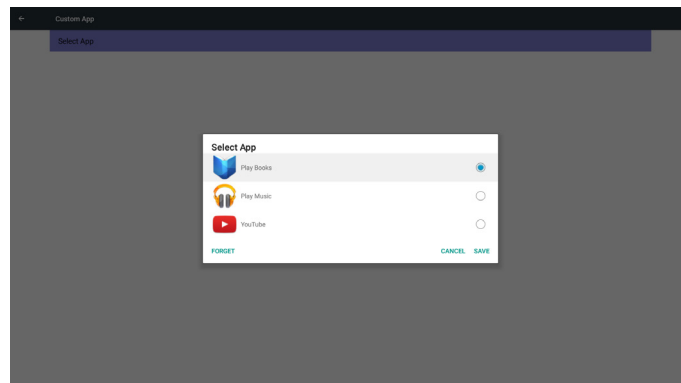 Custom App
Select App
Select App
Play Books
Play Music
YouTube
FORGET CANCEL SAVE